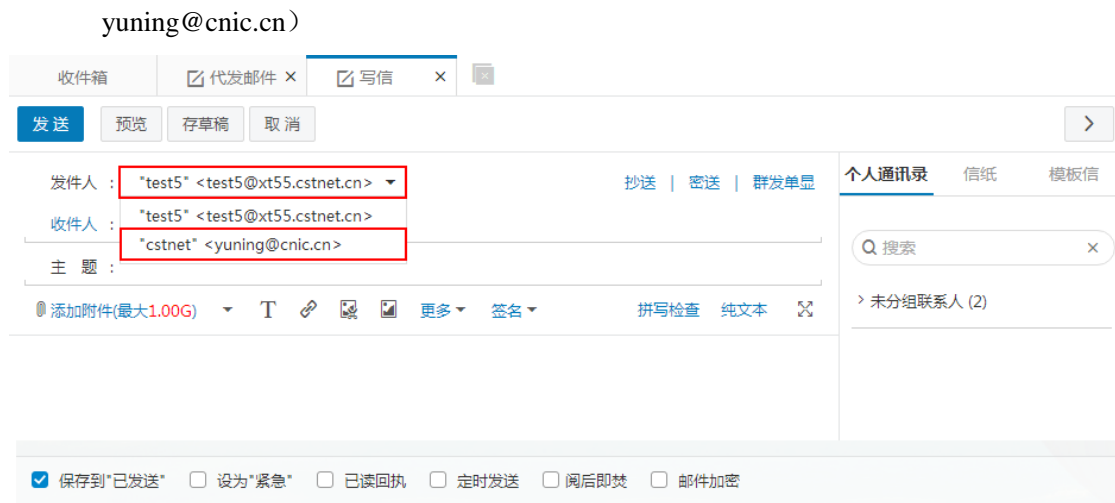 yuning@cnic.cn）
收件箱 代发邮件 × 写信 ×
发送 预览 存草稿 取消 >
发件人 : "test5" <test5@xt55.cstnet.cn> 抄送 | 密送 | 群发单显
个人通讯录 信纸 模板信
收件人 : "test5" <test5@xt55.cstnet.cn>
"cstnet" <yuning@cnic.cn>
搜索 ×
主 题 :
添加附件(最大1.00G) T 更多 签名 拼写检查 纯文本
> 未分组联系人 (2)
保存到"已发送" 设为"紧急" 已读回执 定时发送 阅后即焚 邮件加密